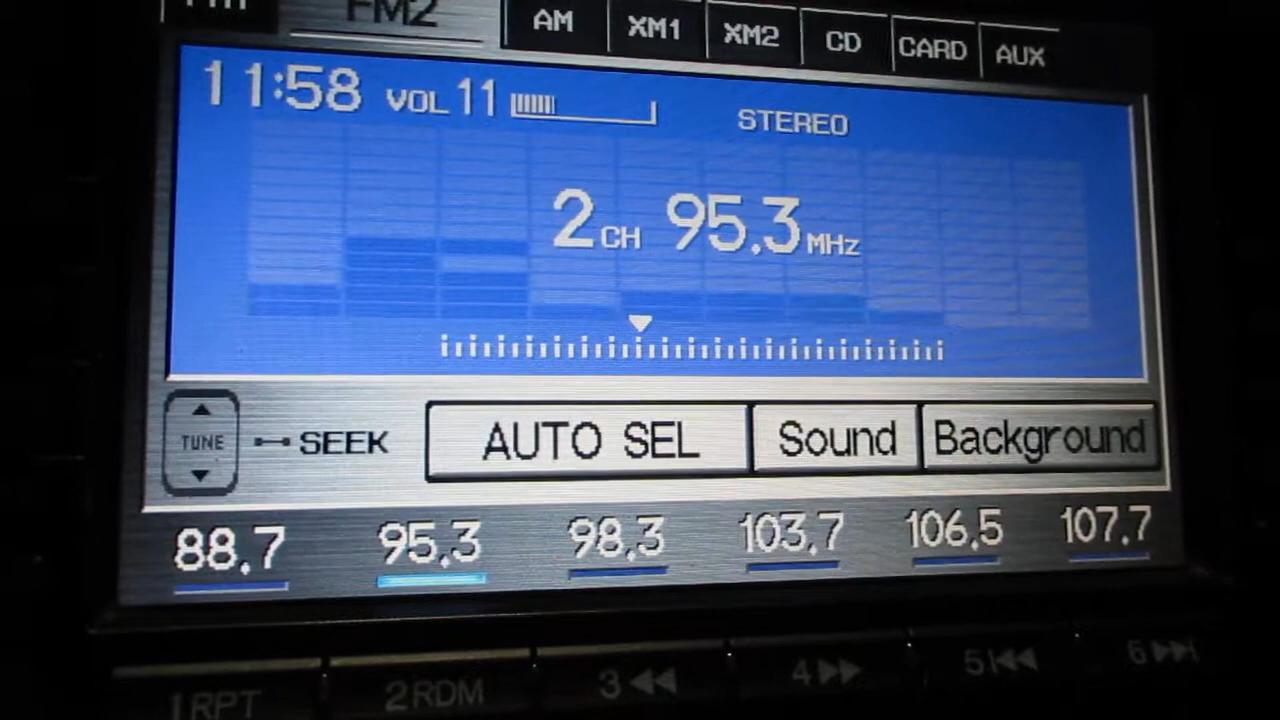 FM2 AM XM1 XM2 CD CARD AUX
11:58 VOL 11 STEREO
2 CH 95.3 MHz
TUNE SEEK AUTO SEL Sound Background
88.7 95.3 98.3 103.7 106.5 107.7
1 RPT 2 RDM 3 4 5 6